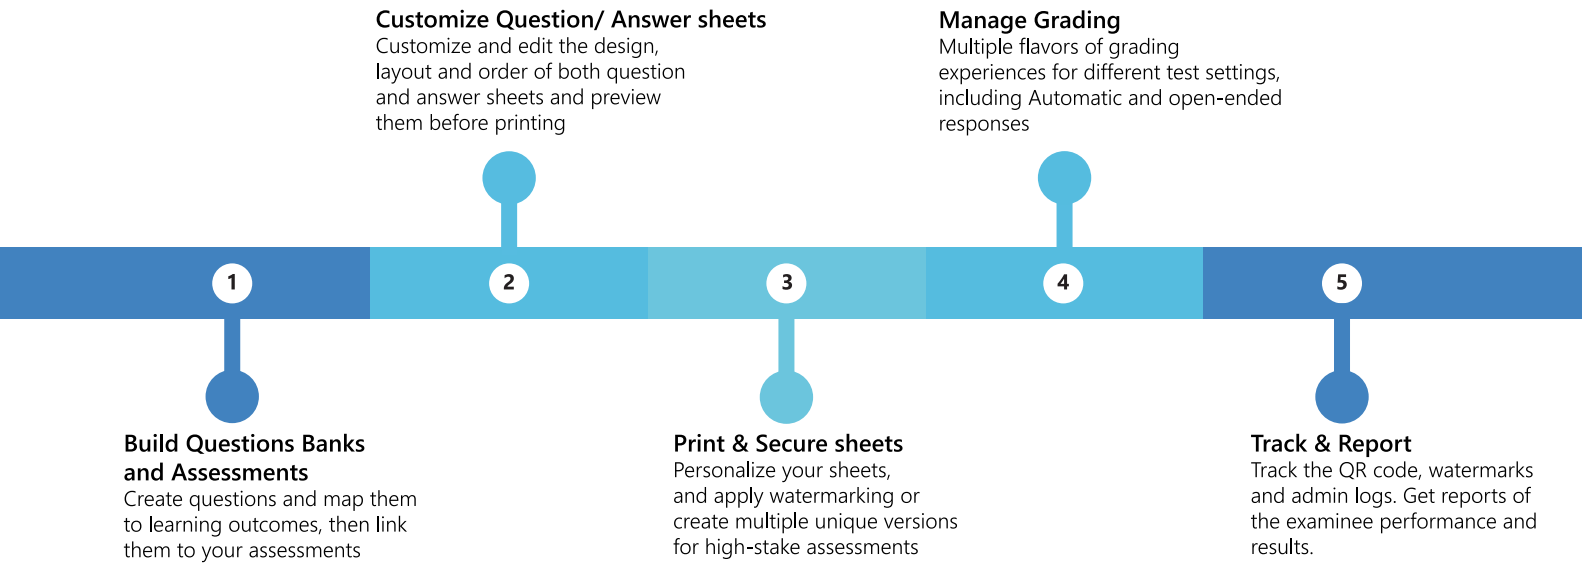 Customize Question/ Answer sheets
Customize and edit the design,
layout and order of both question
and answer sheets and preview
them before printing
Manage Grading
Multiple flavors of grading
experiences for different test settings,
including Automatic and open-ended
responses
1
2
3
4
5
Build Questions Banks
and Assessments
Create questions and map them
to learning outcomes, then link
them to your assessments
Print & Secure sheets
Personalize your sheets,
and apply watermarking or
create multiple unique versions
for high-stake assessments
Track & Report
Track the QR code, watermarks
and admin logs. Get reports of
the examinee performance and
results.